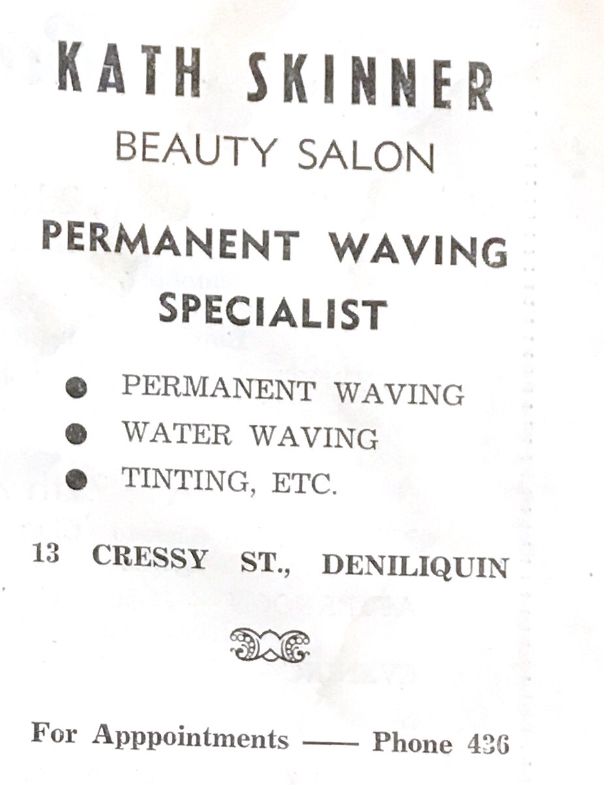 KATH SKINNER
BEAUTY SALON
PERMANENT WAVING
SPECIALIST
● PERMANENT WAVING
● WATER WAVING
● TINTING, ETC.
13 CRESSY ST., DENILIQUIN
For Apppointments — Phone 436